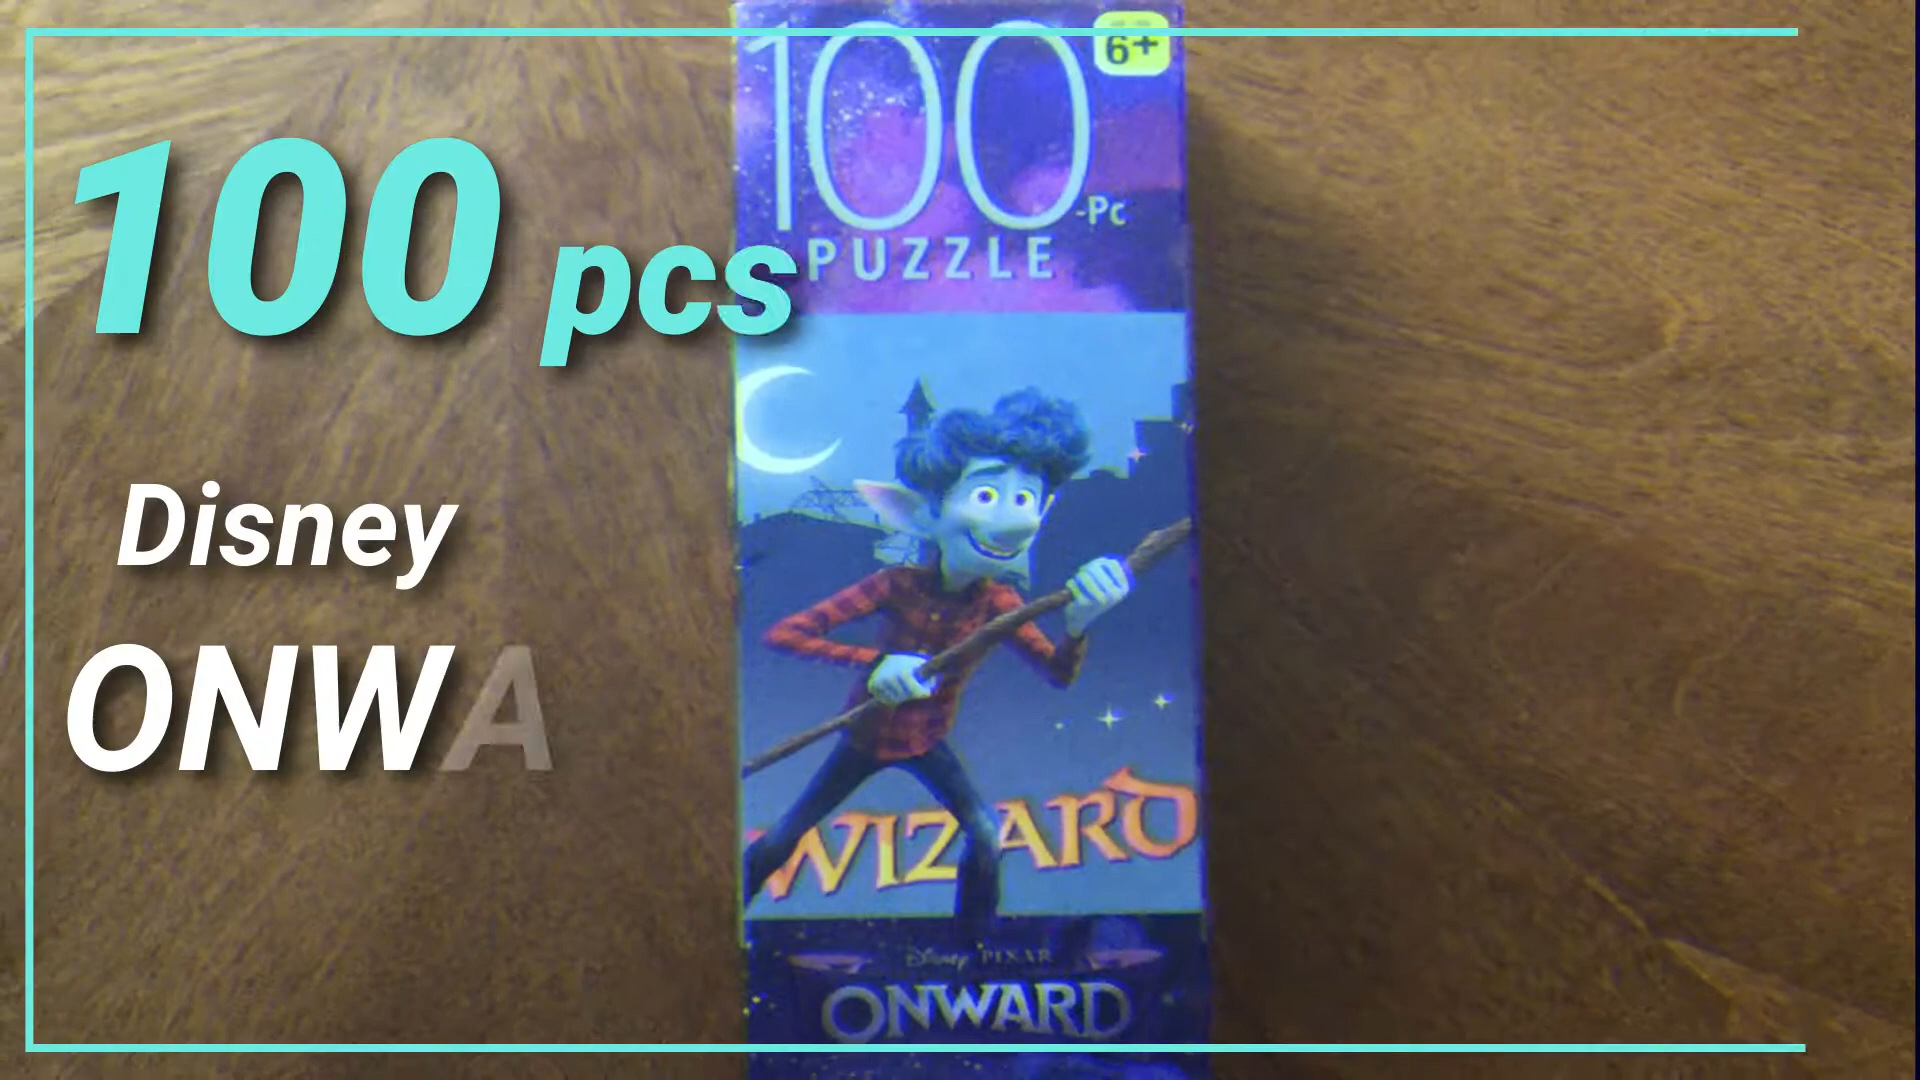 100 pcs
Disney
ONWA
6+
100-Pc
PUZZLE
WIZARD
Disney PIXAR
ONWARD